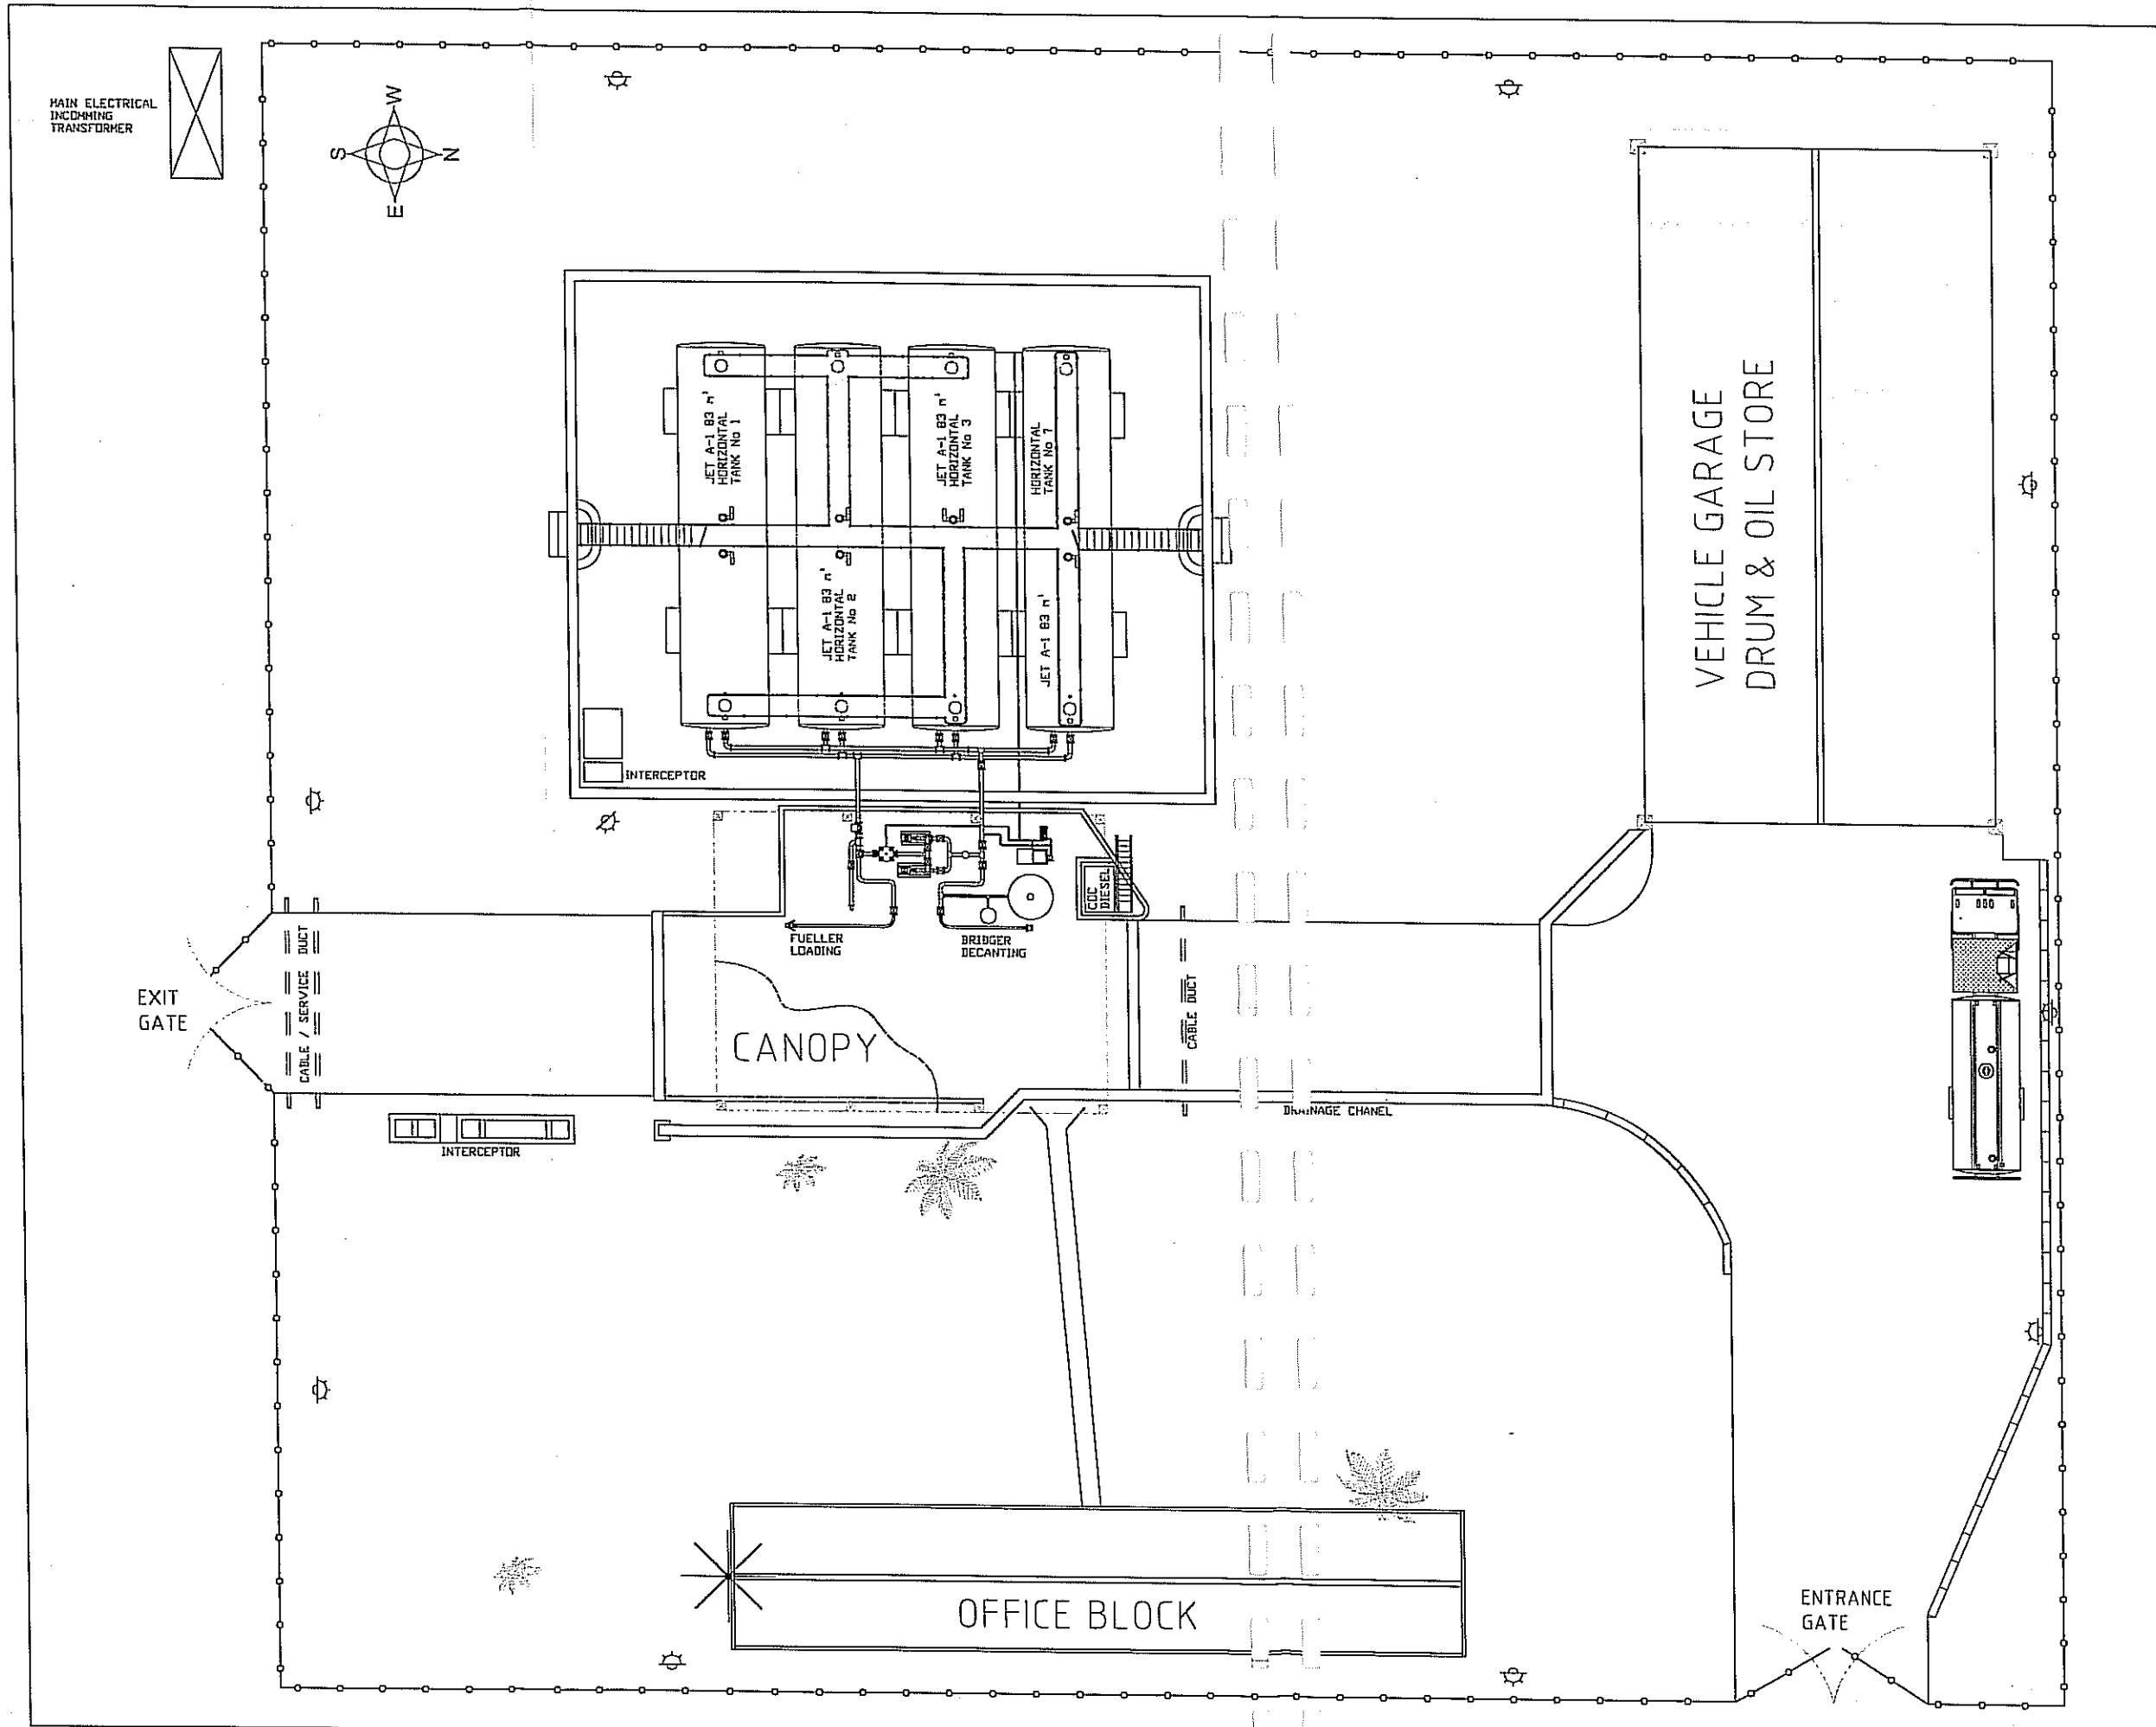 MAIN ELECTRICAL
INCOMMING
TRANSFORMER
W
S
N
E
JET A-1 83 m³
HORIZONTAL
TANK No 1
JET A-1 83 m³
HORIZONTAL
TANK No 2
JET A-1 83 m³
HORIZONTAL
TANK No 3
HORIZONTAL
TANK No 7
JET A-1 83 m³
VEHICLE GARAGE
DRUM & OIL STORE
INTERCEPTOR
DIESEL
FUELLER
LOADING
BRIDGER
DECANTING
EXIT
GATE
CABLE / SERVICE DUCT
CANOPY
CABLE DUCT
DRAINAGE CHANEL
INTERCEPTOR
OFFICE BLOCK
ENTRANCE
GATE